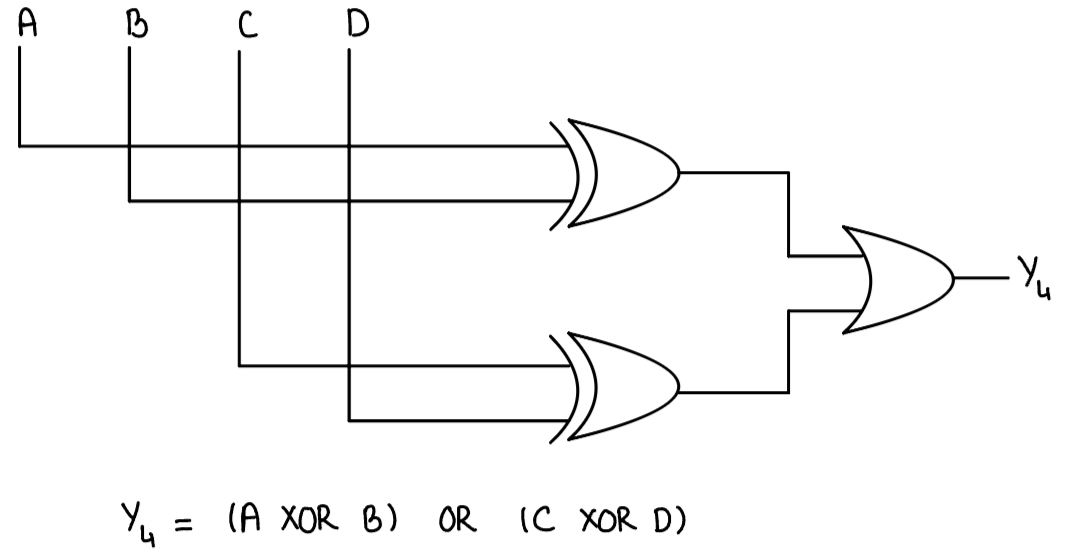 A B C D
Y₄
Y₄ = (A XOR B) OR (C XOR D)